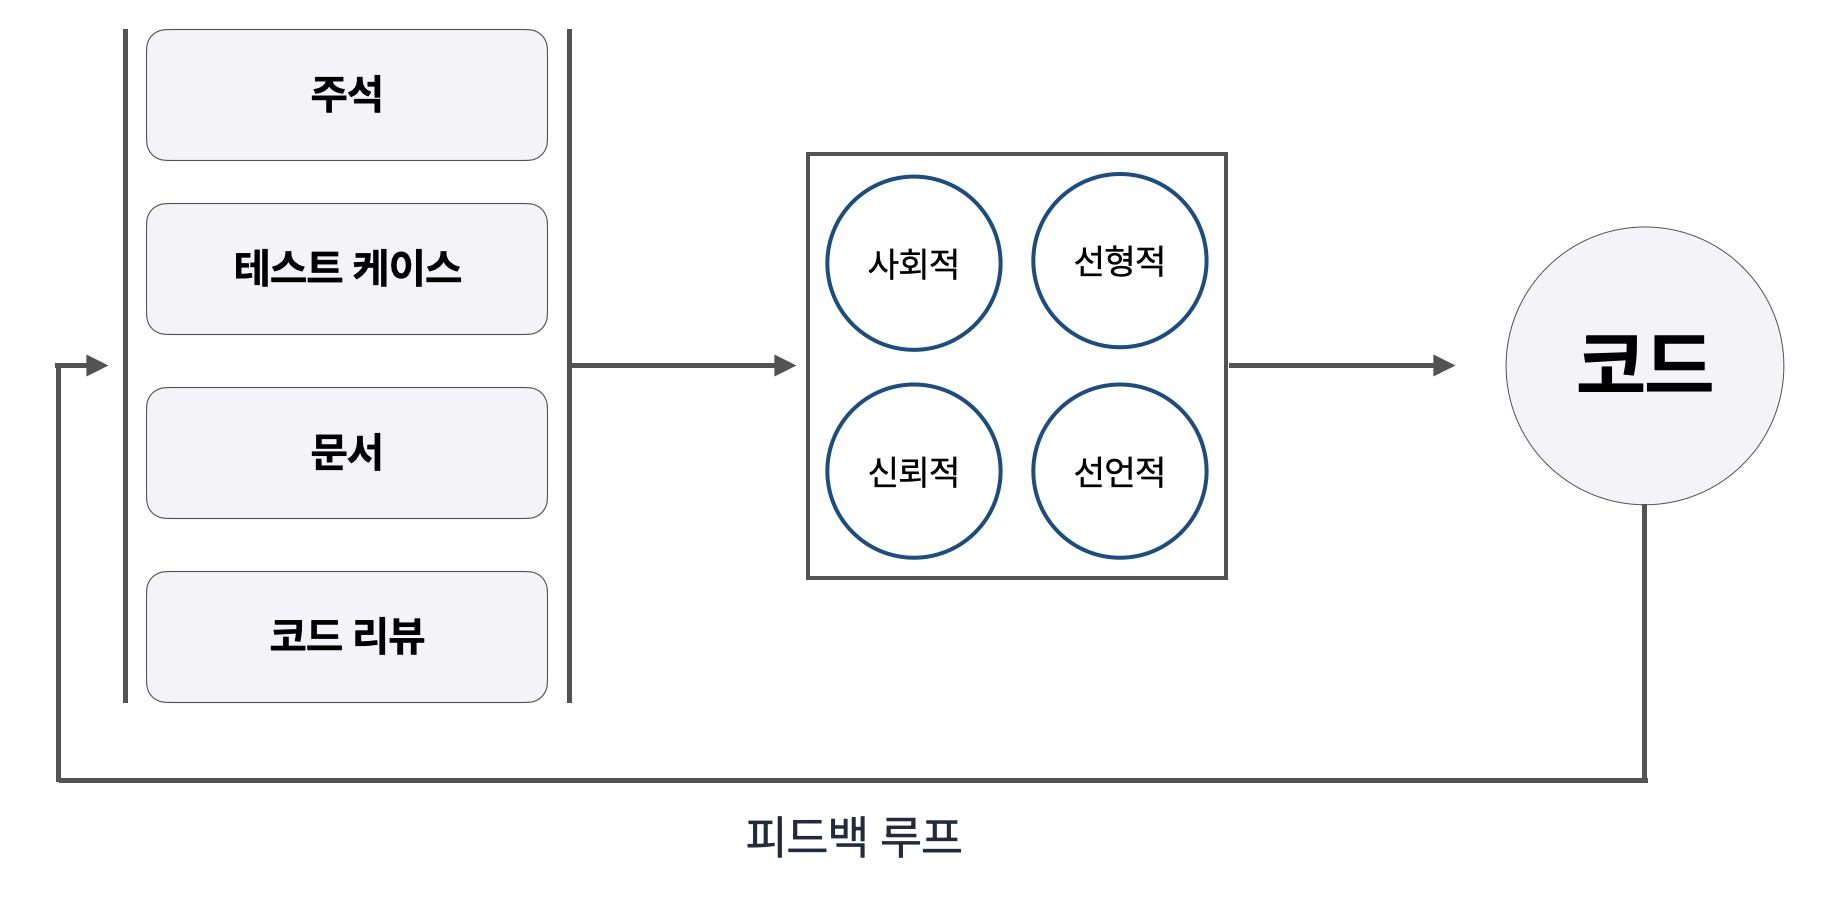 주석
테스트 케이스
문서
코드 리뷰
사회적
선형적
신뢰적
선언적
코드
피드백 루프